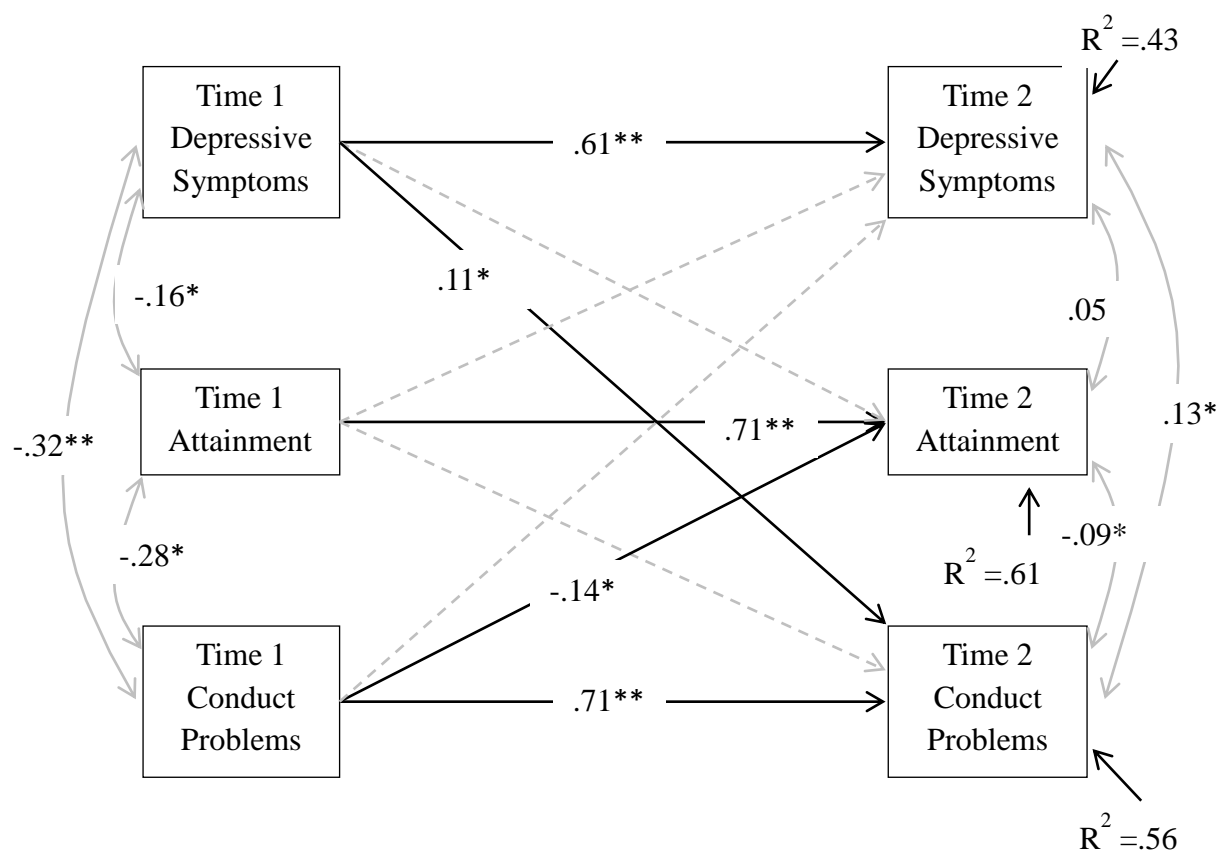 R² =.43
Time 1
Depressive
Symptoms
Time 2
Depressive
Symptoms
.61**
.11*
-.16*
.05
Time 1
Attainment
Time 2
Attainment
-.32**
.71**
.13*
-.28*
-.09*
R² =.61
-.14*
Time 1
Conduct
Problems
Time 2
Conduct
Problems
.71**
R² =.56